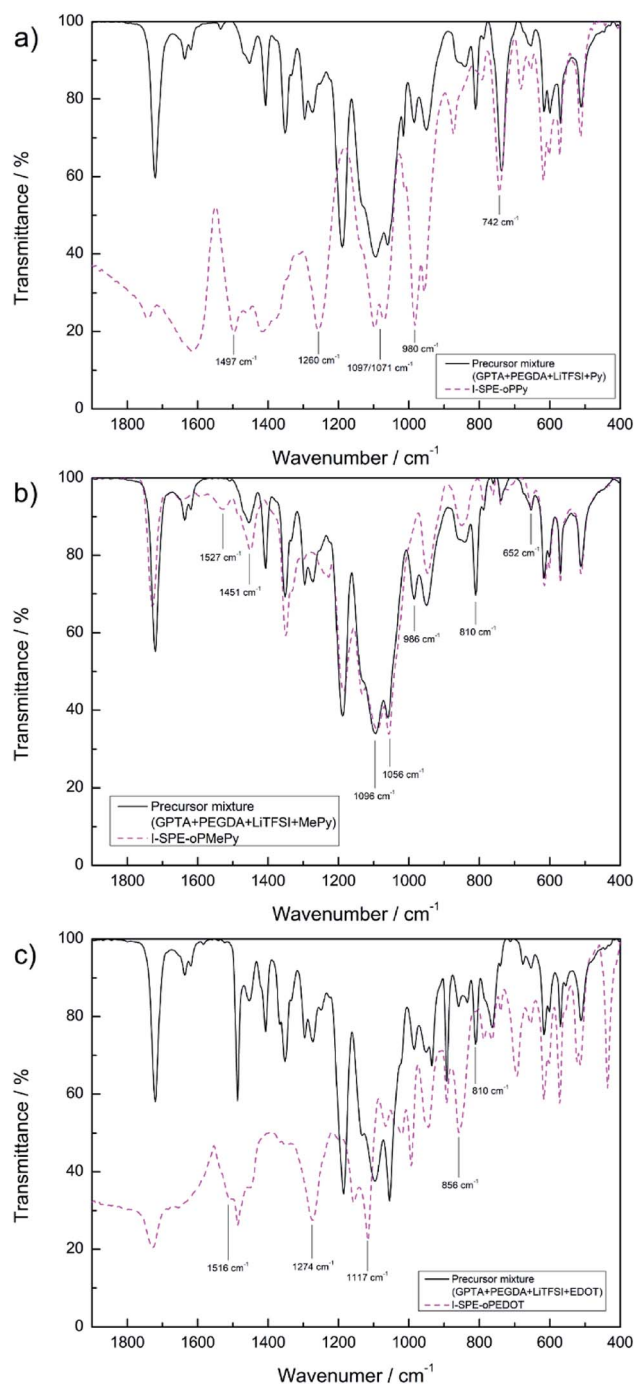 a)
100
80
60
40
20
0
Transmittance / %
742 cm-1
980 cm-1
1497 cm-1
1260 cm-1
1097/1071 cm-1
Precursor mixture
(GPTA+PEGDA+LiTFSI+Py)
I-SPE-oPPy
1800 1600 1400 1200 1000 800 600 400
Wavenumber / cm-1
b)
100
80
60
40
20
0
Transmittance / %
1527 cm-1
652 cm-1
1451 cm-1
986 cm-1
810 cm-1
1056 cm-1
1096 cm-1
Precursor mixture
(GPTA+PEGDA+LiTFSI+MePy)
I-SPE-oPMePy
1800 1600 1400 1200 1000 800 600 400
Wavenumber / cm-1
c)
100
80
60
40
20
0
Transmittance / %
810 cm-1
856 cm-1
1516 cm-1
1274 cm-1
1117 cm-1
Precursor mixture
(GPTA+PEGDA+LiTFSI+EDOT)
I-SPE-oPEDOT
1800 1600 1400 1200 1000 800 600 400
Wavenumer / cm-1